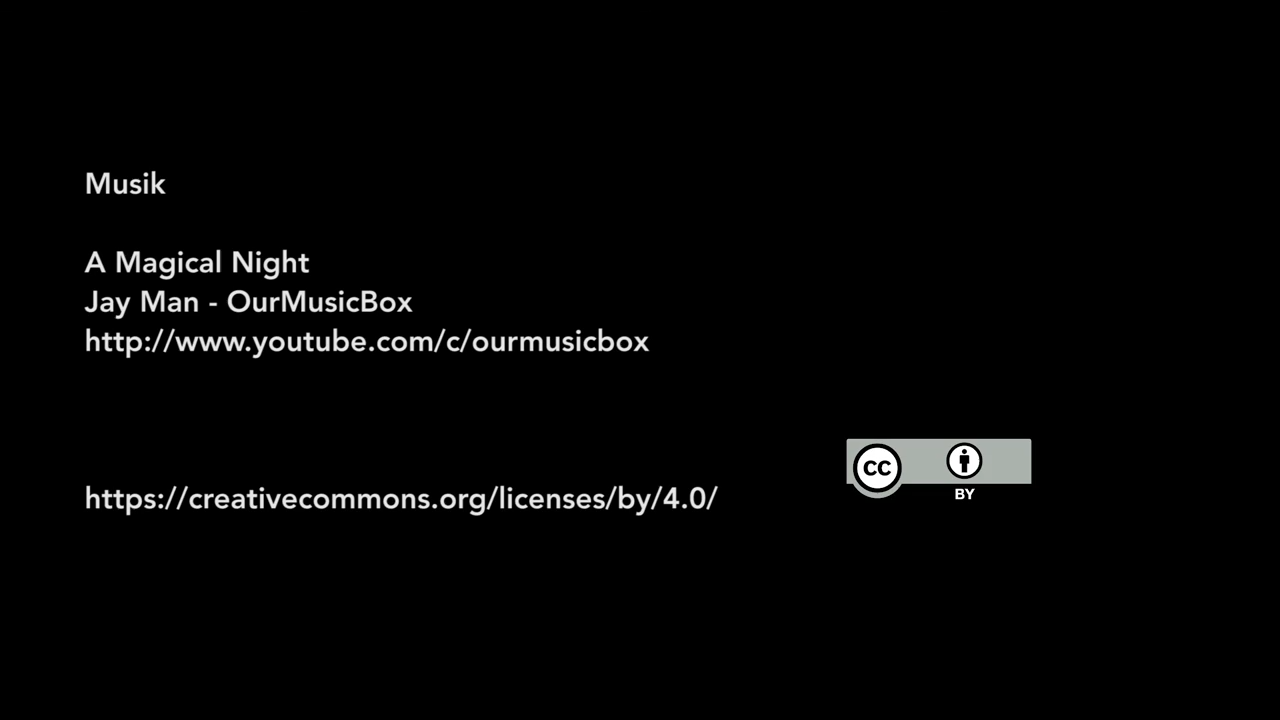 Musik
A Magical Night
Jay Man - OurMusicBox
http://www.youtube.com/c/ourmusicbox
CC
BY
https://creativecommons.org/licenses/by/4.0/